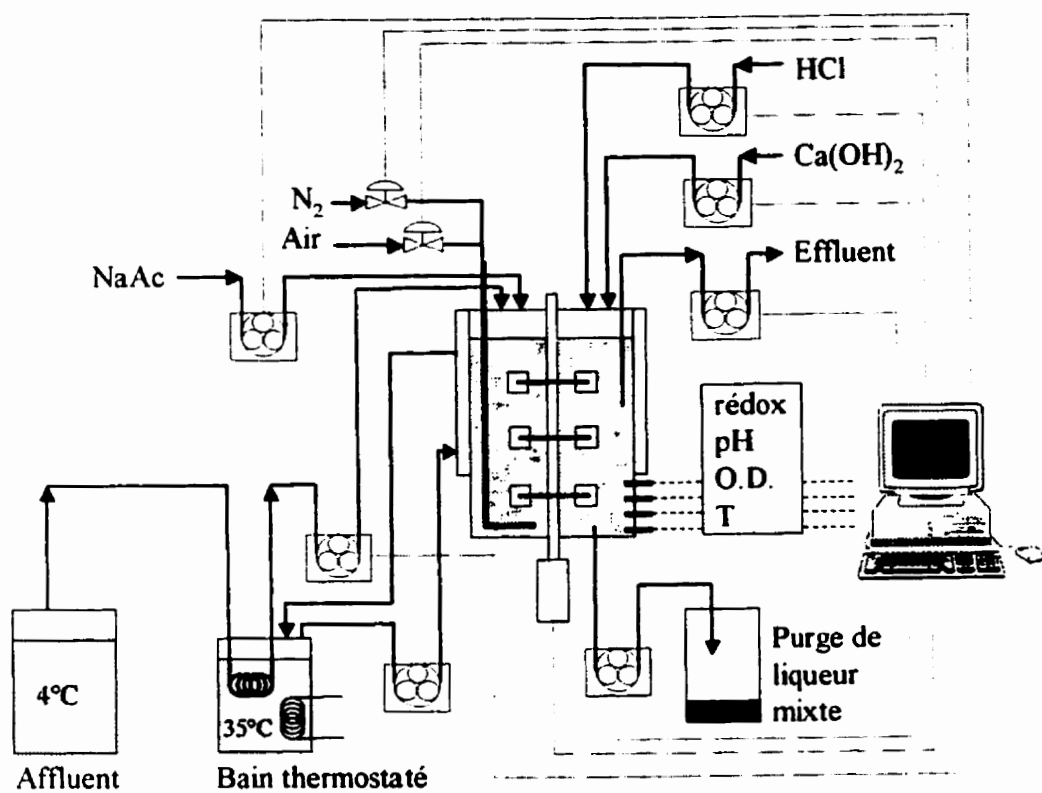 HCl
Ca(OH)₂
N₂
Air
Effluent
NaAc
rédox
pH
O.D.
T
4°C
35°C
Purge de
liqueur
mixte
Affluent
Bain thermostaté